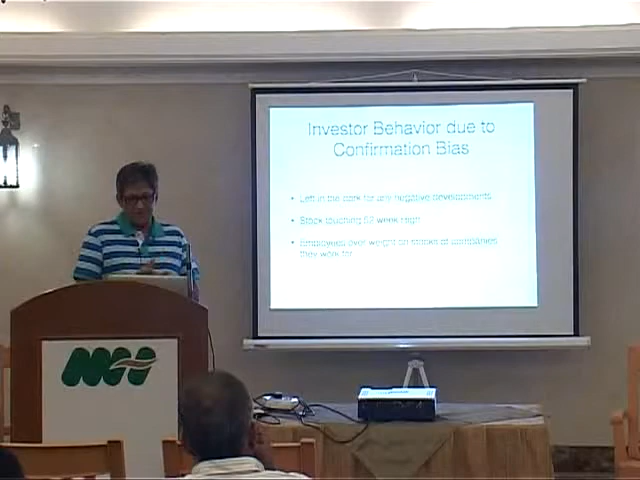 Investor Behavior due to
Confirmation Bias
• Left in the dark for any negative developments
• Stock touching 52 week High
• Employees over weight on stocks of companies
they work for